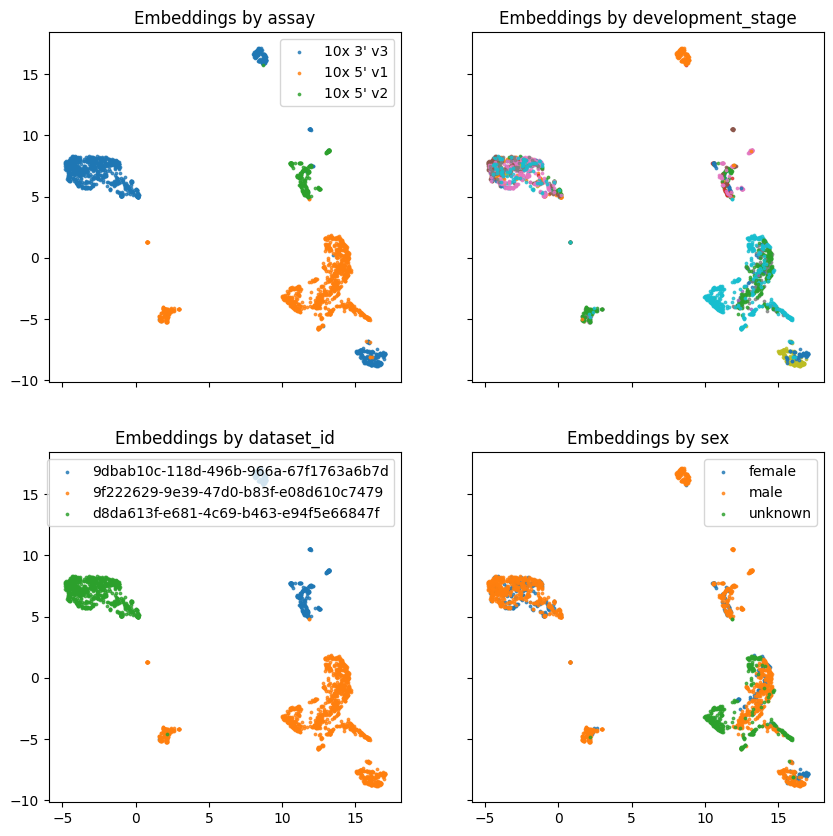 Embeddings by assay
10x 3' v3
10x 5' v1
10x 5' v2
15
10
5
0
−5
−10
Embeddings by development_stage
Embeddings by dataset_id
9dbab10c-118d-496b-966a-67f1763a6b7d
9f222629-9e39-47d0-b83f-e08d610c7479
d8da613f-e681-4c69-b463-e94f5e66847f
15
10
5
0
−5
−10
−5 0 5 10 15
Embeddings by sex
female
male
unknown
−5 0 5 10 15